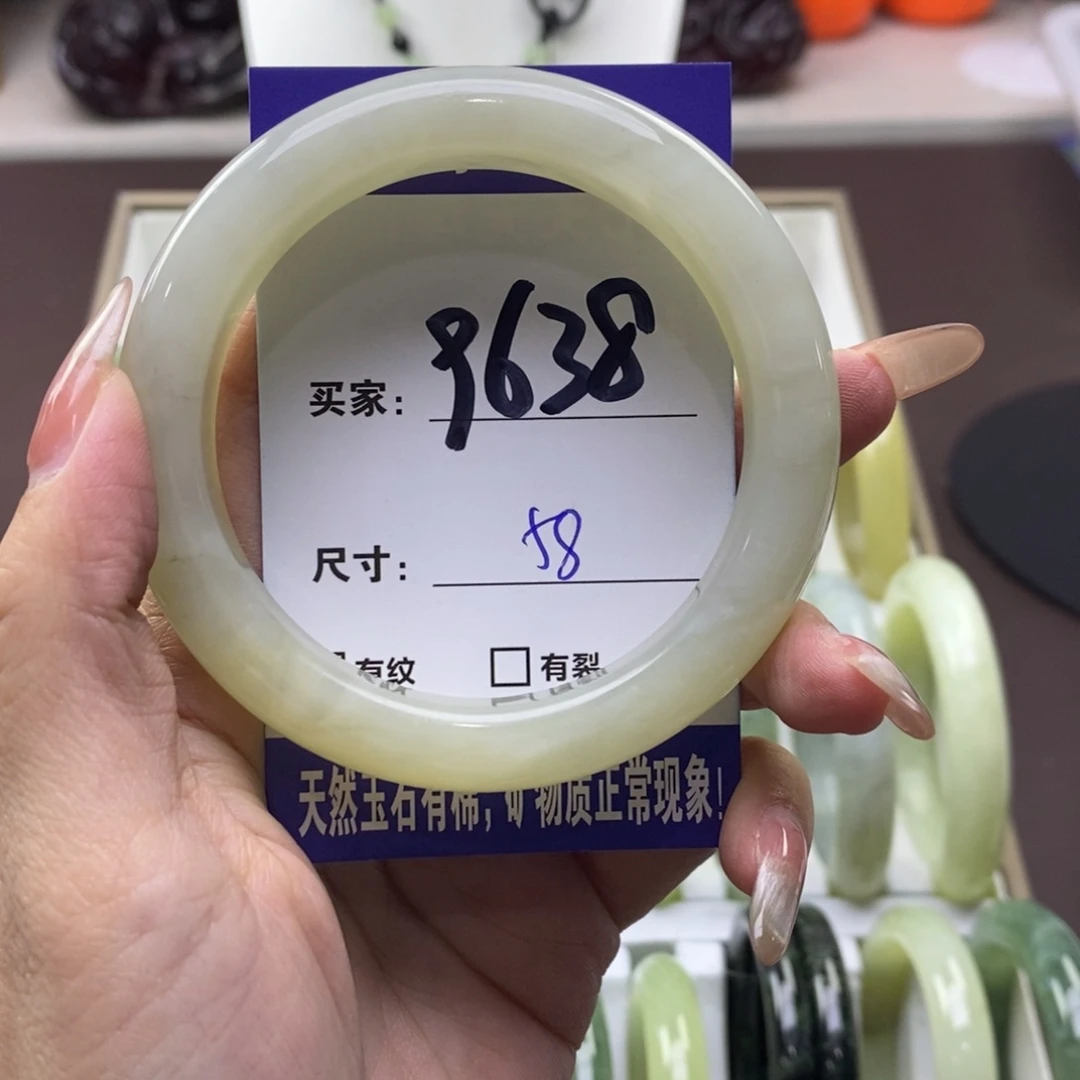 买家: 9638
尺寸: 58
有纹 □ 有裂
天然玉石有棉, 矿物质正常现象!